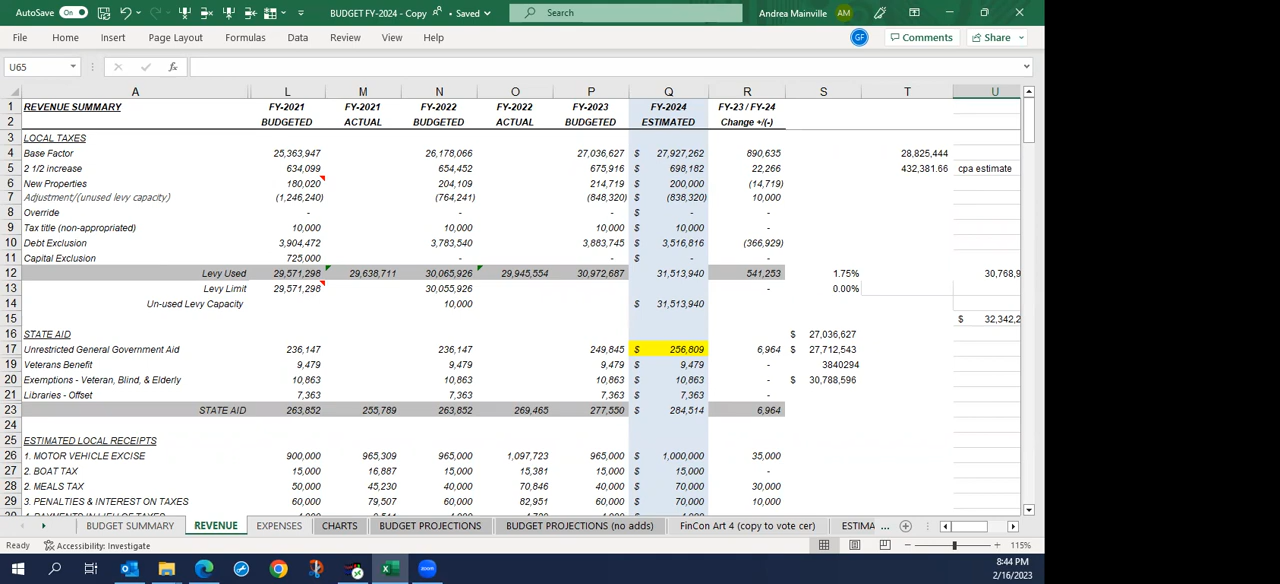 AutoSave On BUDGET FY-2024 - Copy • Saved Search Andrea Mainville AM
File Home Insert Page Layout Formulas Data Review View Help GF Comments Share
U65 fx
A L M N O P Q R S T U
1 REVENUE SUMMARY FY-2021 FY-2021 FY-2022 FY-2022 FY-2023 FY-2024 FY-23 / FY-24
2 BUDGETED ACTUAL BUDGETED ACTUAL BUDGETED ESTIMATED Change +/(-)
3 LOCAL TAXES
4 Base Factor 25,363,947 26,178,066 27,036,627 $ 27,927,262 890,635 28,825,444
5 2 1/2 increase 634,099 654,452 675,916 $ 698,182 22,266 432,381.66 cpa estimate
6 New Properties 180,020 204,109 214,719 $ 200,000 (14,719)
7 Adjustment/(unused levy capacity) (1,246,240) (764,241) (848,320) $ (838,320) 10,000
8 Override - - - $ - -
9 Tax title (non-appropriated) 10,000 10,000 10,000 $ 10,000 -
10 Debt Exclusion 3,904,472 3,783,540 3,883,745 $ 3,516,816 (366,929)
11 Capital Exclusion 725,000 - - $ - -
12 Levy Used 29,571,298 29,638,711 30,065,926 29,945,554 30,972,687 31,513,940 541,253 1.75% 30,768,9
13 Levy Limit 29,571,298 30,055,926 - 0.00%
14 Un-used Levy Capacity 10,000 $ 31,513,940
15 $ 32,342,2
16 STATE AID $ 27,036,627
17 Unrestricted General Government Aid 236,147 236,147 249,845 $ 256,809 6,964 $ 27,712,543
19 Veterans Benefit 9,479 9,479 9,479 $ 9,479 - 3840294
20 Exemptions - Veteran, Blind, & Elderly 10,863 10,863 10,863 $ 10,863 - $ 30,788,596
21 Libraries - Offset 7,363 7,363 7,363 $ 7,363 -
23 STATE AID 263,852 255,789 263,852 269,465 277,550 $ 284,514 6,964
24
25 ESTIMATED LOCAL RECEIPTS
26 1. MOTOR VEHICLE EXCISE 900,000 965,309 965,000 1,097,723 965,000 $ 1,000,000 35,000
27 2. BOAT TAX 15,000 16,887 15,000 15,381 15,000 $ 15,000 -
28 2. MEALS TAX 50,000 45,230 40,000 70,846 40,000 $ 70,000 30,000
29 3. PENALTIES & INTEREST ON TAXES 60,000 79,507 60,000 82,951 60,000 $ 70,000 10,000
BUDGET SUMMARY REVENUE EXPENSES CHARTS BUDGET PROJECTIONS BUDGET PROJECTIONS (no adds) FinCon Art 4 (copy to vote cer) ESTIMA ...
Ready Accessibility: Investigate 115%
zoom
8:44 PM
2/16/2023